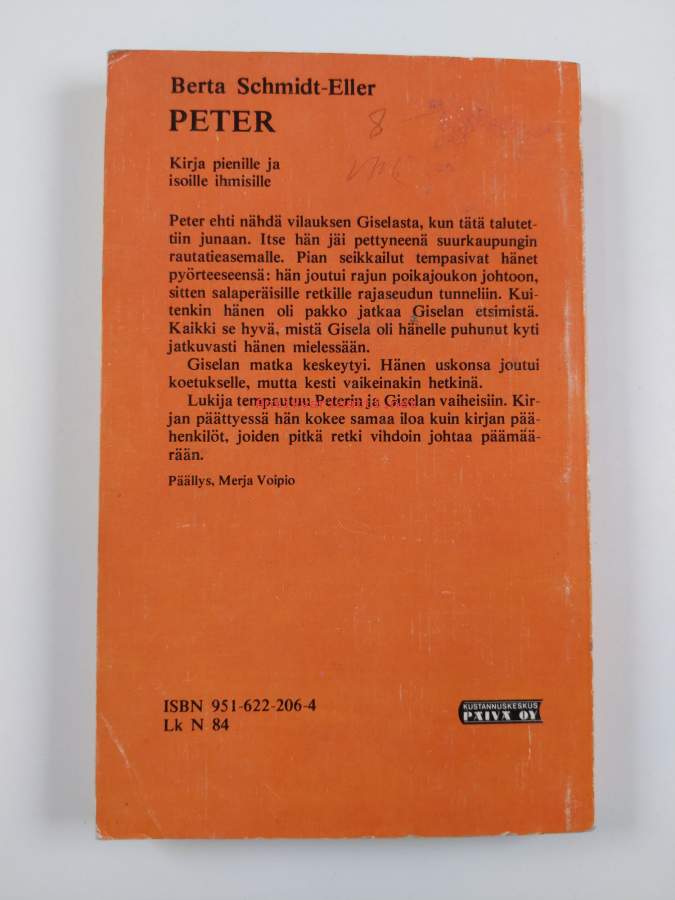 Berta Schmidt-Eller
PETER
8
Kirja pienille ja
isoille ihmisille
Peter ehti nähdä vilauksen Giselasta, kun tätä talutet-
tiin junaan. Itse hän jäi pettyneenä suurkaupungin
rautatieasemalle. Pian seikkailut tempasivat hänet
pyörteeseensä: hän joutui rajun poikajoukon johtoon,
sitten salaperäisille retkille rajaseudun tunneliin. Kui-
tenkin hänen oli pakko jatkaa Giselan etsimistä.
Kaikki se hyvä, mistä Gisela oli hänelle puhunut kyti
jatkuvasti hänen mielessään.
Giselan matka keskeytyi. Hänen uskonsa joutui
koetukselle, mutta kesti vaikeinakin hetkinä.
Lukija tempautuu Peterin ja Giselan vaiheisiin. Kir-
jan päättyessä hän kokee samaa iloa kuin kirjan pää-
henkilöt, joiden pitkä retki vihdoin johtaa päämää-
rään.
Päällys, Merja Voipio
ISBN 951-622-206-4
Lk N 84
KUSTANNUSKESKUS
PÄIVÄ OY